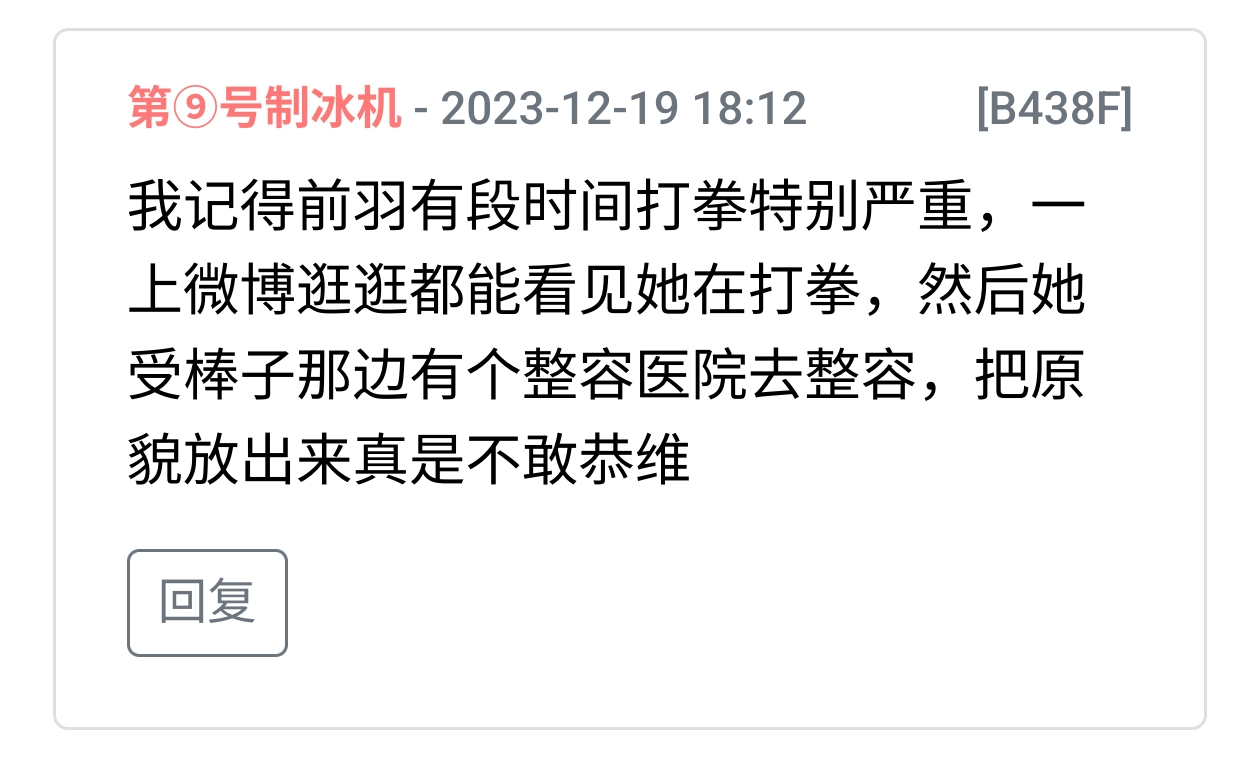 第⑨号制冰机 - 2023-12-19 18:12 [B438F]
我记得前羽有段时间打拳特别严重，一
上微博逛逛都能看见她在打拳，然后她
受棒子那边有个整容医院去整容，把原
貌放出来真是不敢恭维
回复